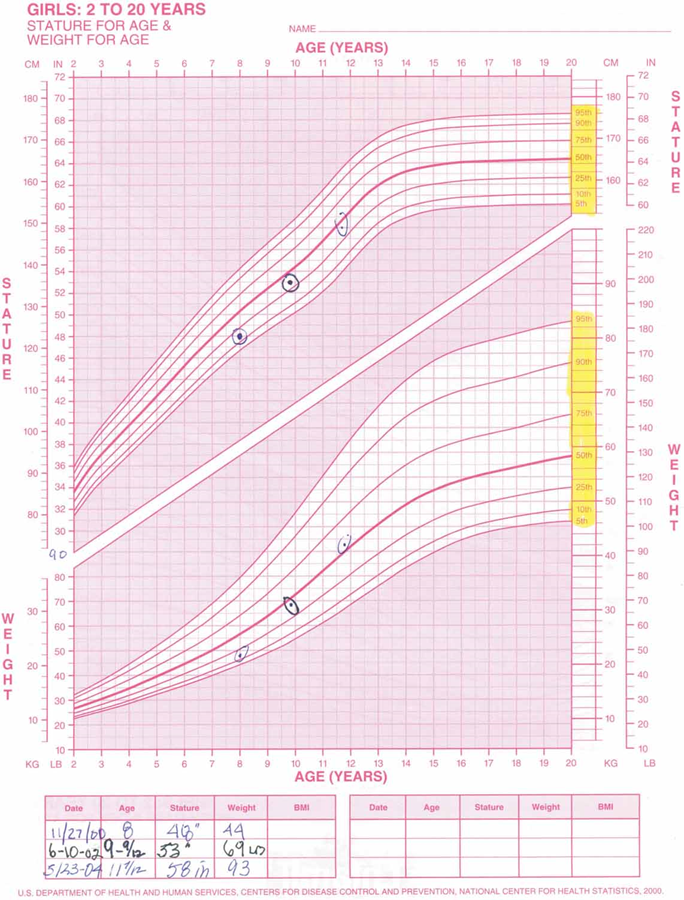 GIRLS: 2 TO 20 YEARS
STATURE FOR AGE &
WEIGHT FOR AGE
NAME
AGE (YEARS)
CM IN 2 3 4 5 6 7 8 9 10 11 12 13 14 15 16 17 18 19 20 CM IN
72 72
180 70 180 70
68 95th 68
90th
170 66 75th 170 66
64 50th 64
160 62 25th 160 62
10th
60 5th 60
150 58 220
56 210
140 54 90 200
52
130 50 190
95th
48 80 180
120 46 170
90th
44 160
110 42 70 150
75th
40 140
100 38 60 130
50th
36 120
90 34 25th
32 50 110
80 10th
30 5th 100
90 40 90
80 80
30 70 30 70
60 60
20 50 20 50
40 40
30 30
10 20 10 20
10 10
KG LB 2 3 4 5 6 7 8 9 10 11 12 13 14 15 16 17 18 19 20 KG LB
AGE (YEARS)
STATURE
WEIGHT
STATURE
WEIGHT
Date Age Stature Weight BMI Date Age Stature Weight BMI
11/27/00 8 48" 44
6-10-02 9-9/12 53" 69 LB
5/23-04 11 7/12 58 in 93
U.S. DEPARTMENT OF HEALTH AND HUMAN SERVICES, CENTERS FOR DISEASE CONTROL AND PREVENTION, NATIONAL CENTER FOR HEALTH STATISTICS, 2000.